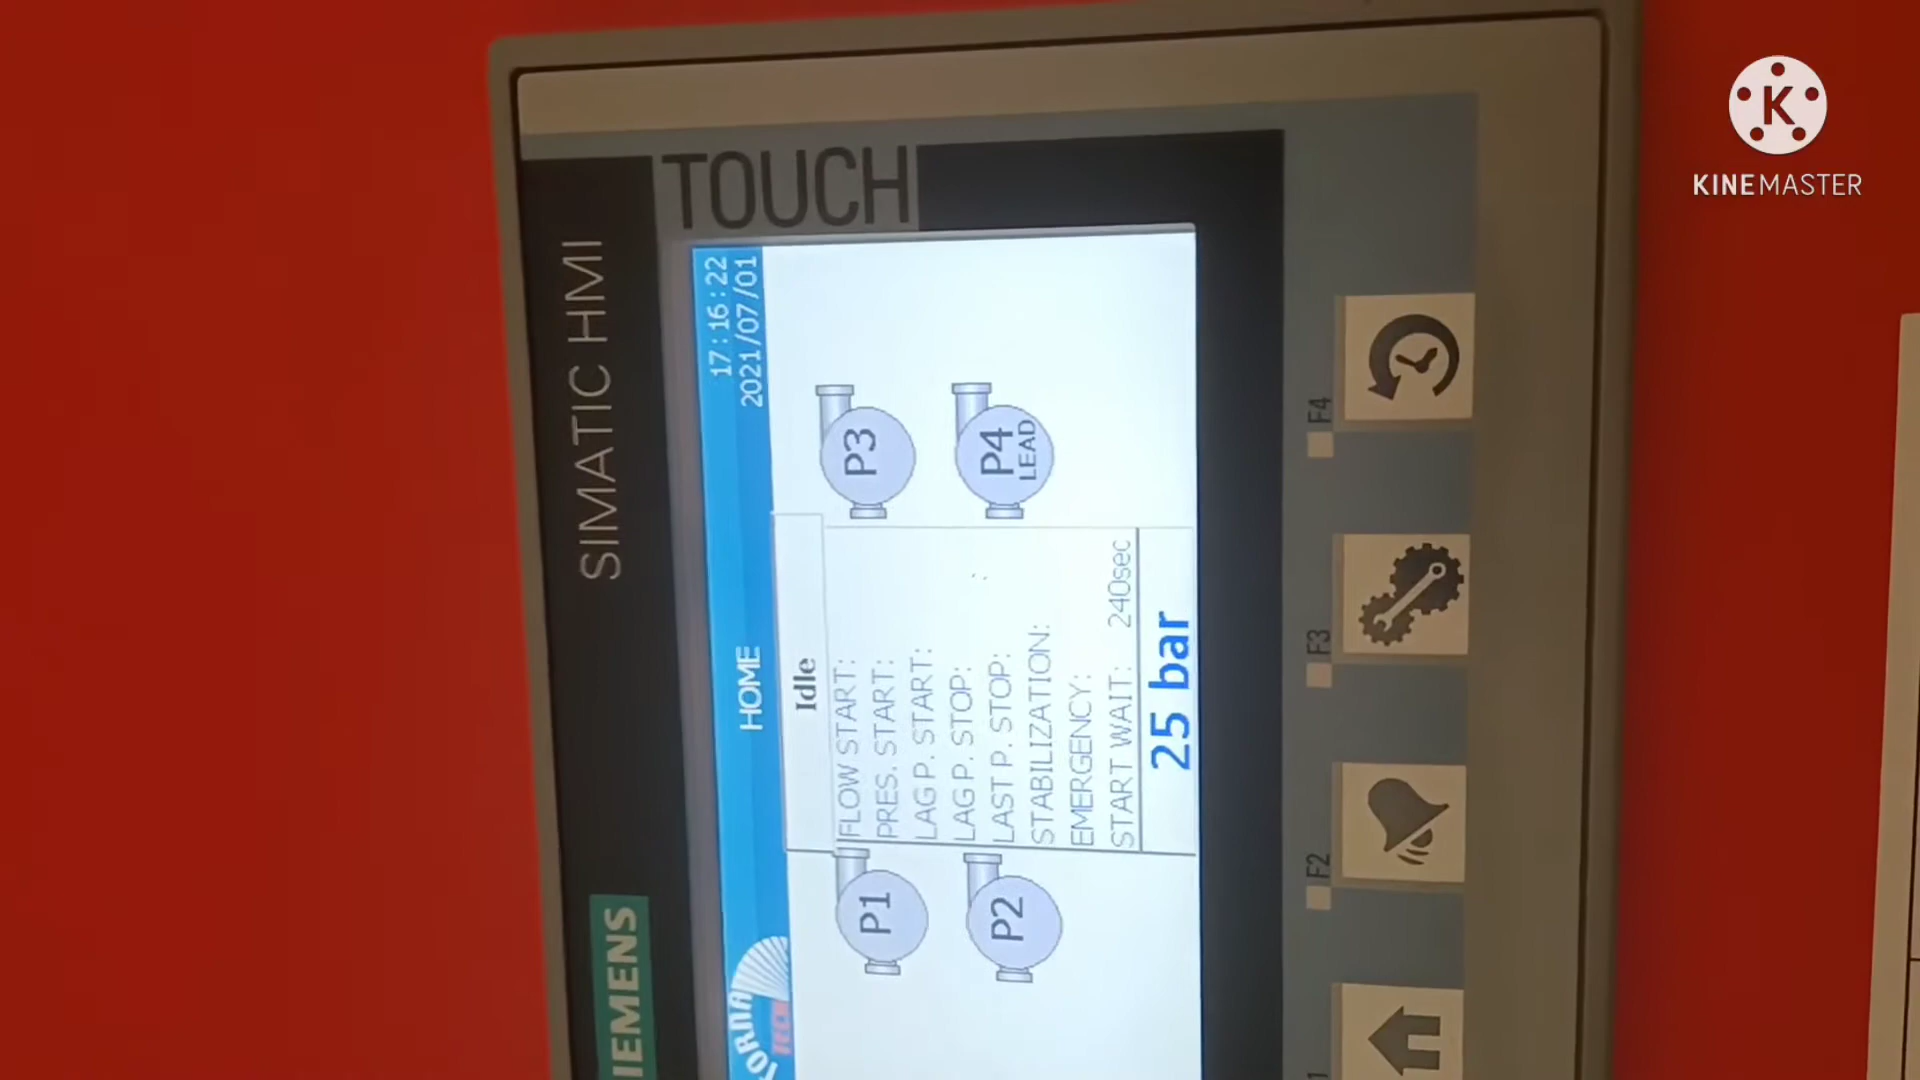 SIEMENS
SIMATIC HMI
TOUCH
HOME
17:16:22
2021/07/01
Idle
P1
P2
P3
P4
LEAD
FLOW START:
PRES. START:
LAG P. START:
LAG P. STOP:
LAST P. STOP:
STABILIZATION:
EMERGENCY:
START WAIT: 240sec
25 bar
F2
F3
F4
K
KINEMASTER